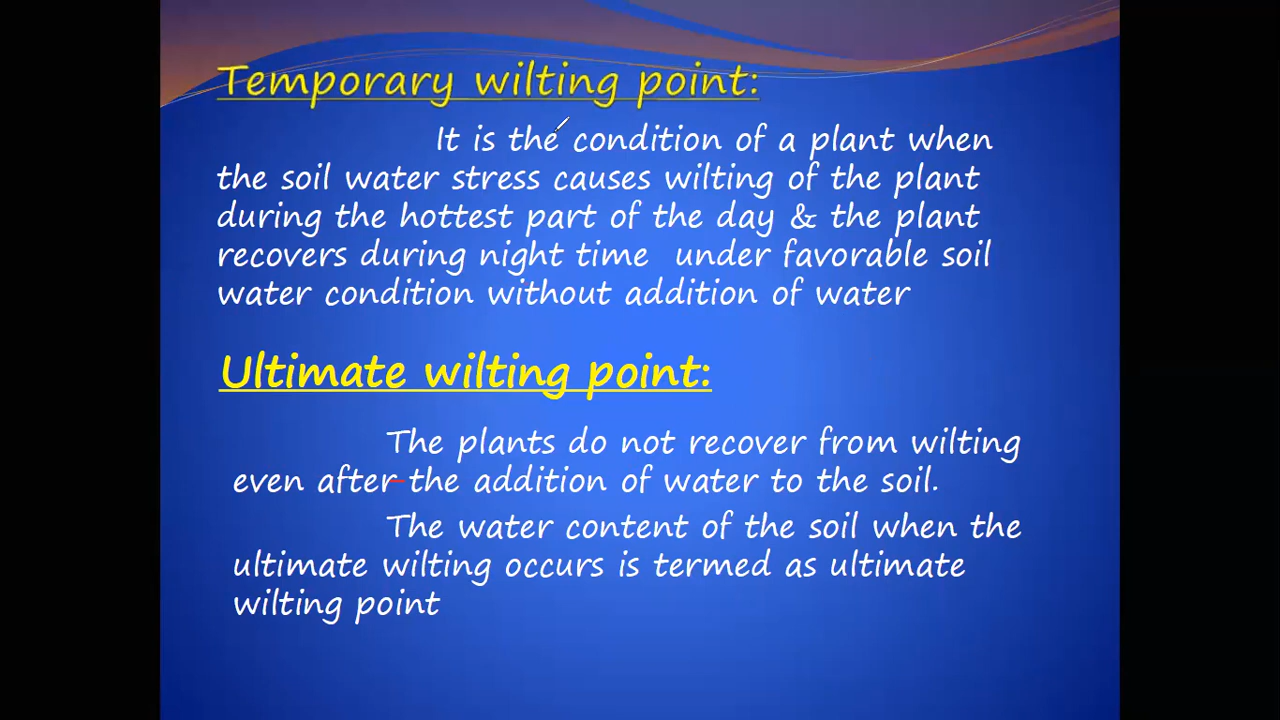 Temporary wilting point:
It is the condition of a plant when
the soil water stress causes wilting of the plant
during the hottest part of the day & the plant
recovers during night time under favorable soil
water condition without addition of water
Ultimate wilting point:
The plants do not recover from wilting
even after the addition of water to the soil.
The water content of the soil when the
ultimate wilting occurs is termed as ultimate
wilting point